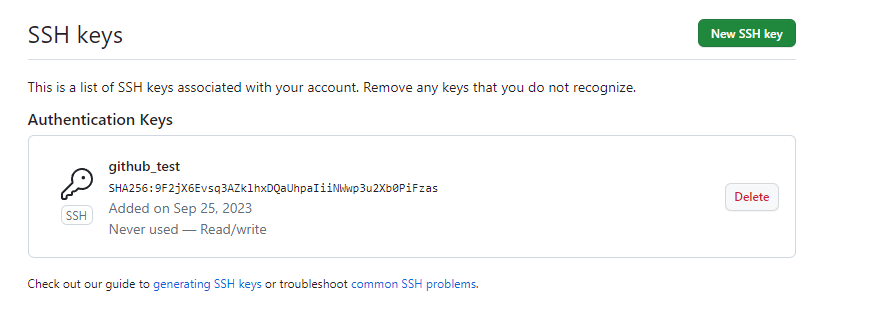 SSH keys
New SSH key
This is a list of SSH keys associated with your account. Remove any keys that you do not recognize.
Authentication Keys
github_test
SHA256:9F2jX6Evsq3AZklhxDQaUhpaIiiNWwp3u2Xb0PiFzas
SSH
Added on Sep 25, 2023
Never used — Read/write
Delete
Check out our guide to generating SSH keys or troubleshoot common SSH problems.